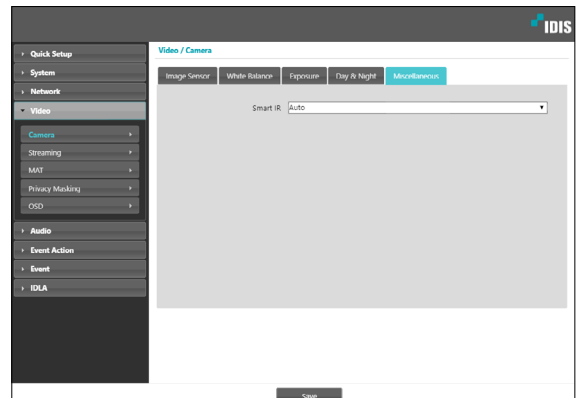 IDIS
Quick Setup
System
Network
Video
Camera
Streaming
MAT
Privacy Masking
OSD
Audio
Event Action
Event
IDLA
Video / Camera
Image Sensor White Balance Exposure Day & Night Miscellaneous
Smart IR Auto
Save